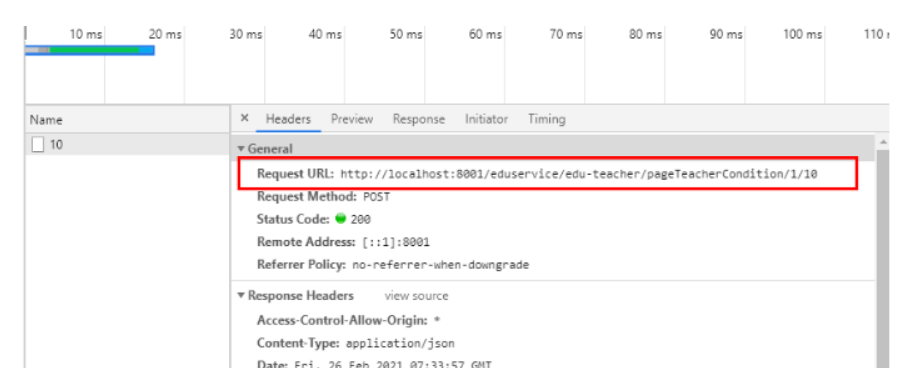 10 ms 20 ms 30 ms 40 ms 50 ms 60 ms 70 ms 80 ms 90 ms 100 ms 110
Name
× Headers Preview Response Initiator Timing
10
▼ General
Request URL: http://localhost:8001/eduservice/edu-teacher/pageTeacherCondition/1/10
Request Method: POST
Status Code: 200
Remote Address: [::1]:8001
Referrer Policy: no-referrer-when-downgrade
▼ Response Headers view source
Access-Control-Allow-Origin: *
Content-Type: application/json
Date: Fri, 26 Feb 2021 07:33:57 GMT